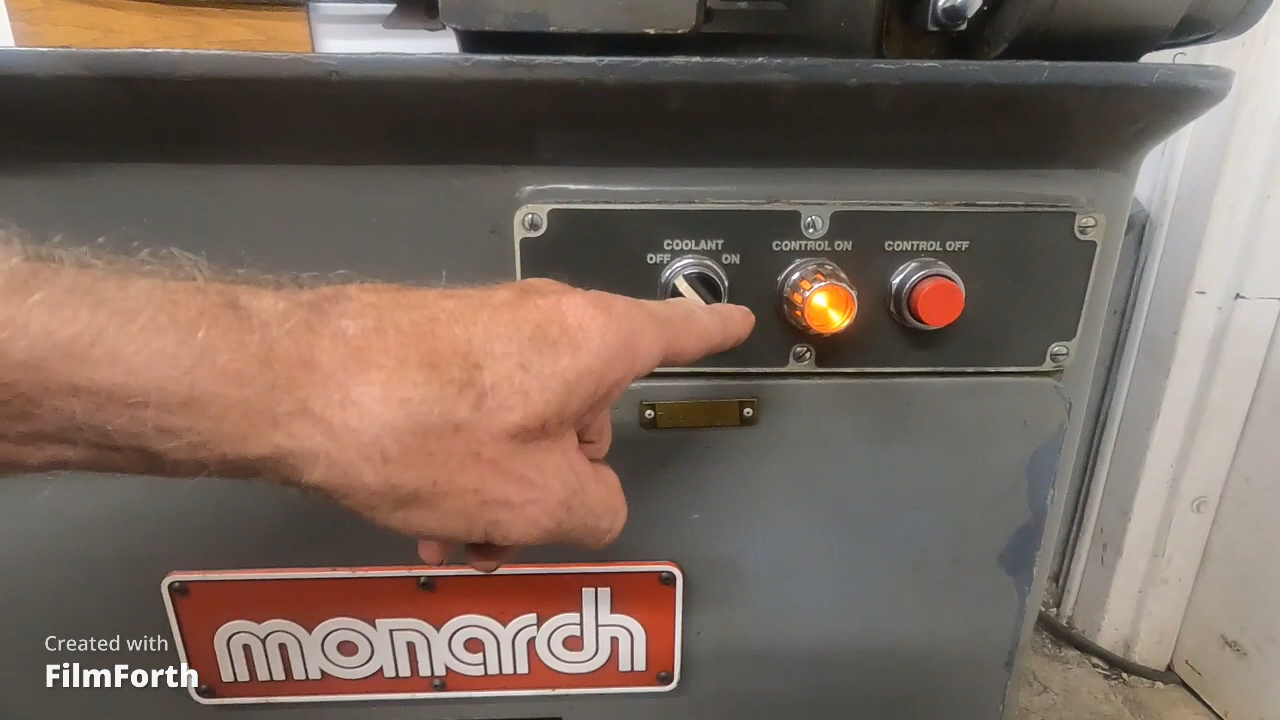 COOLANT
OFF ON
CONTROL ON
CONTROL OFF
monarch
Created with
FilmForth